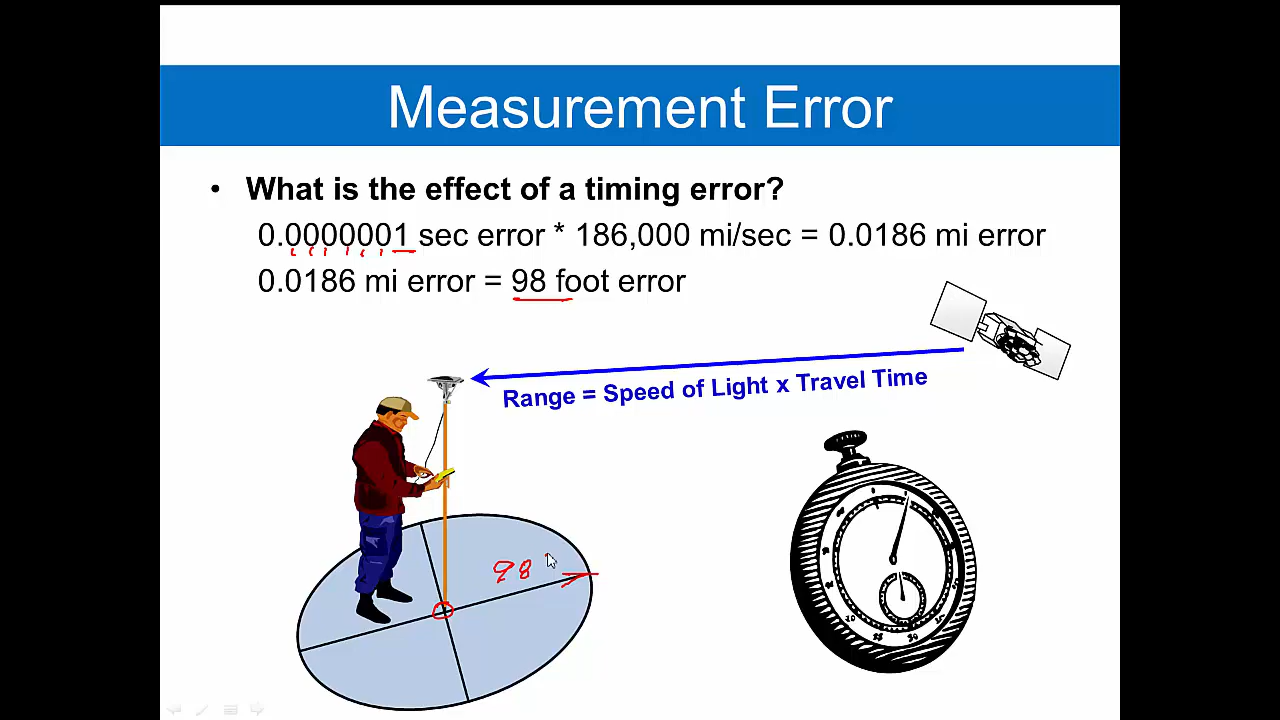 Measurement Error
• What is the effect of a timing error?
0.0000001 sec error * 186,000 mi/sec = 0.0186 mi error
0.0186 mi error = 98 foot error
Range = Speed of Light x Travel Time
98